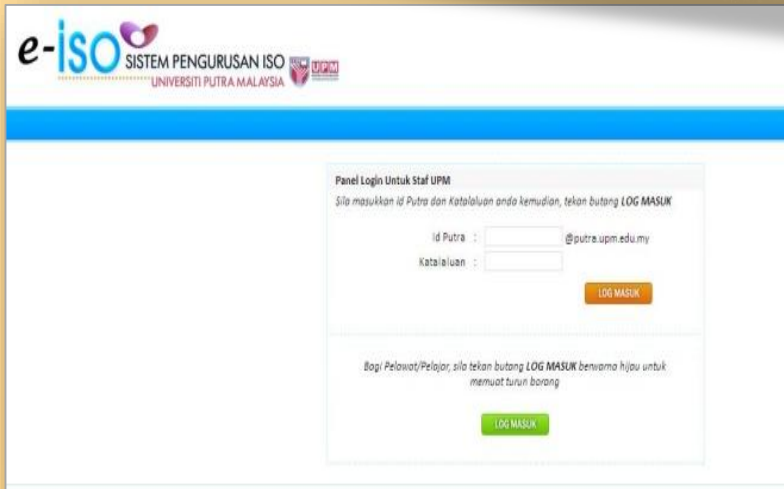 e-iso SISTEM PENGURUSAN ISO UPM
UNIVERSITI PUTRA MALAYSIA
Panel Login Untuk Staf UPM
Sila masukkan id Putra dan Katalaluan anda kemudian, tekan butang LOG MASUK
Id Putra : @putra.upm.edu.my
Katalaluan :
LOG MASUK
Bagi Pelawat/Pelajar, sila tekan butang LOG MASUK berwarna hijau untuk
memuat turun borang
LOG MASUK